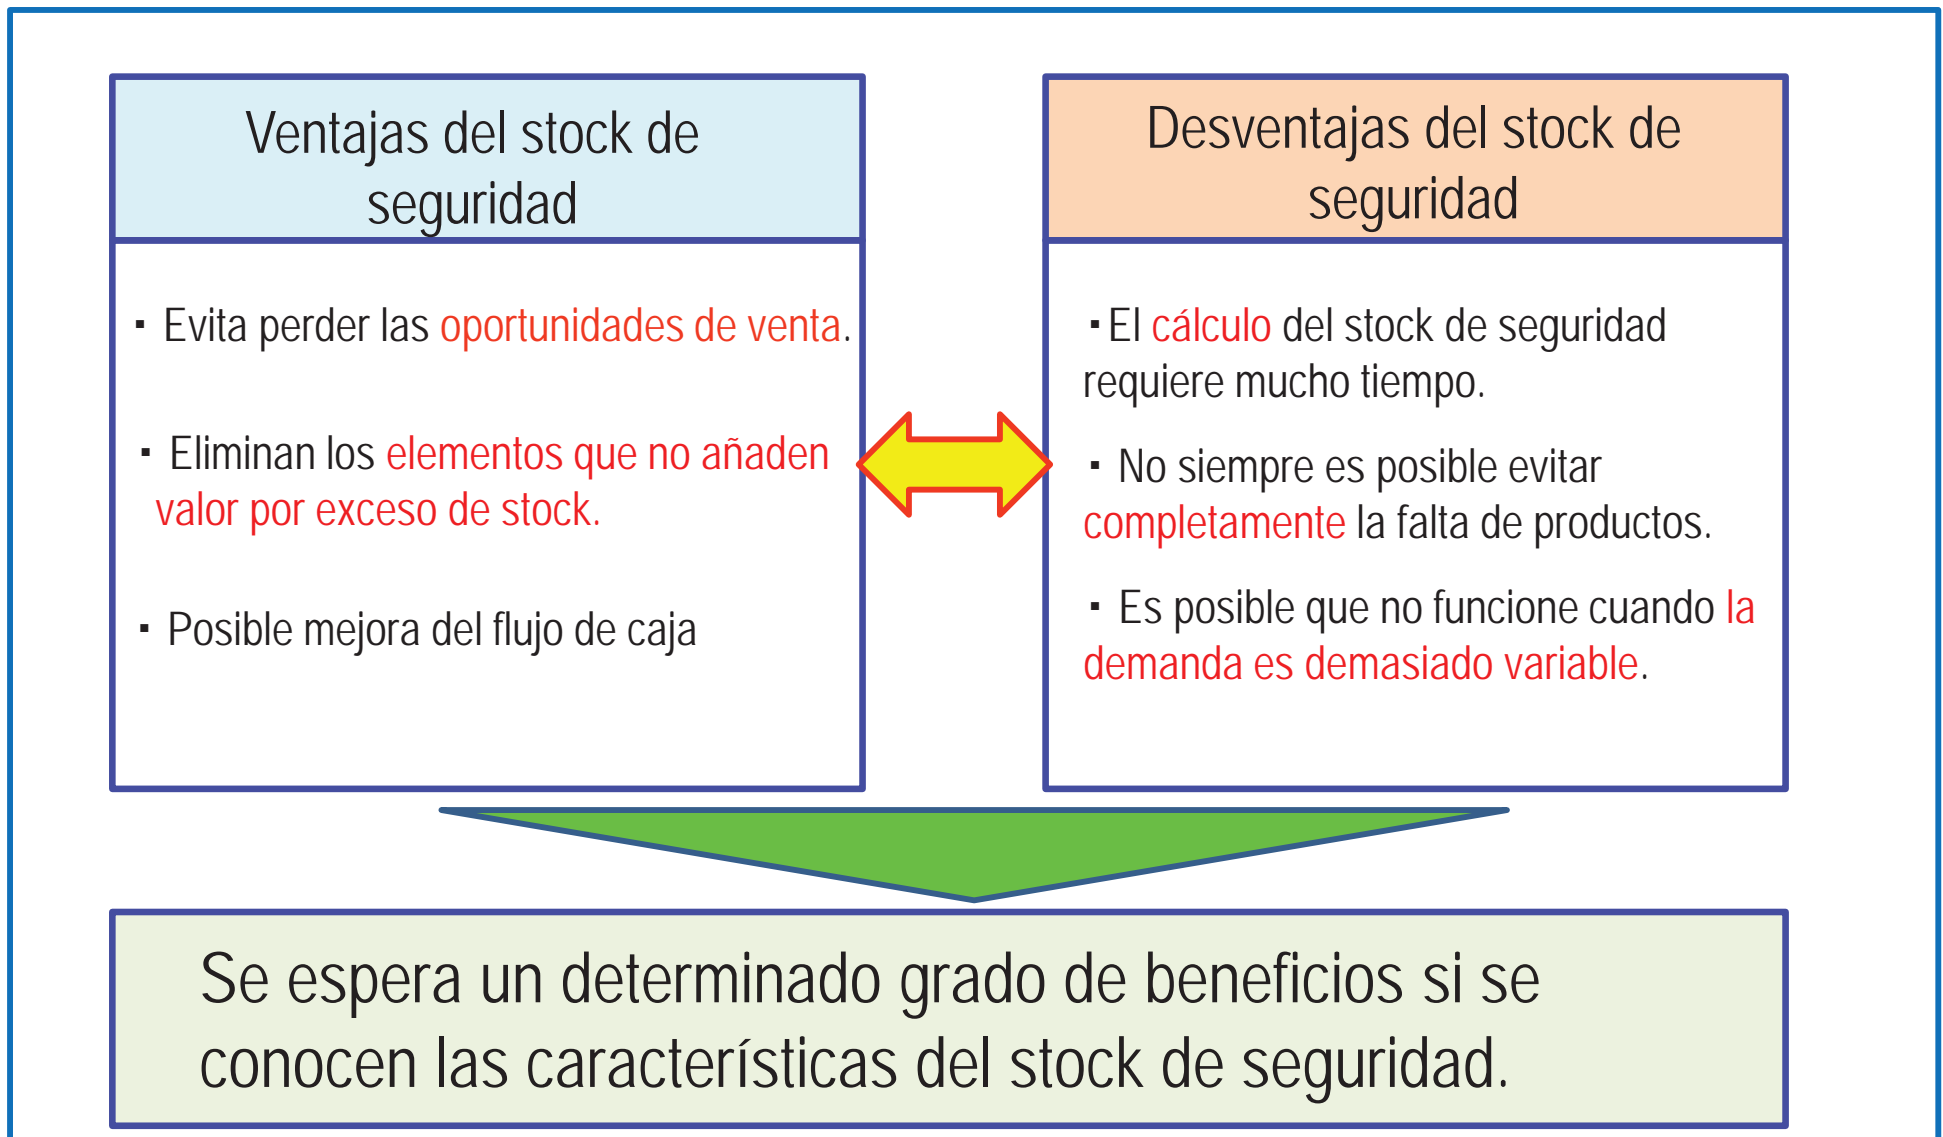 Ventajas del stock de
seguridad
▪ Evita perder las oportunidades de venta.
▪ Eliminan los elementos que no añaden
valor por exceso de stock.
▪ Posible mejora del flujo de caja
Desventajas del stock de
seguridad
▪El cálculo del stock de seguridad
requiere mucho tiempo.
▪ No siempre es posible evitar
completamente la falta de productos.
▪ Es posible que no funcione cuando la
demanda es demasiado variable.
Se espera un determinado grado de beneficios si se
conocen las características del stock de seguridad.